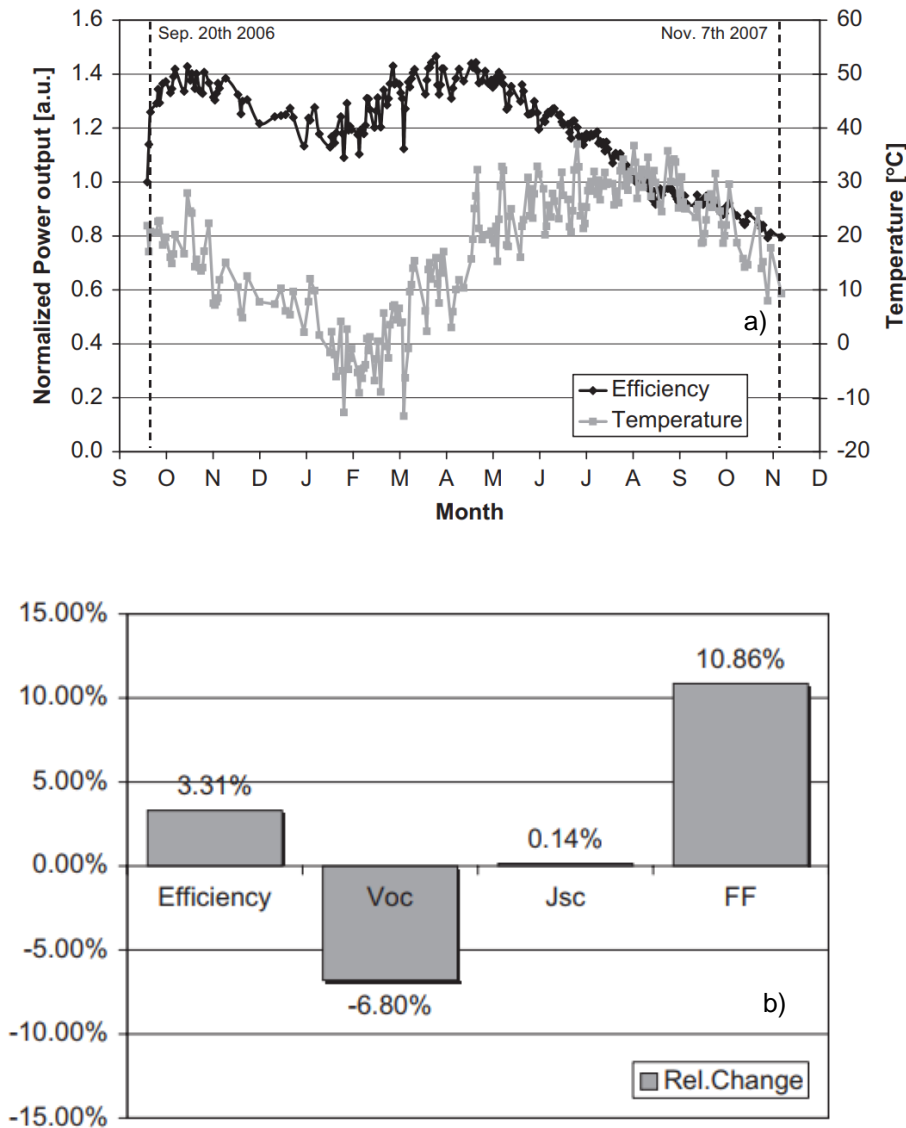 Normalized Power output [a.u.]
1.6
1.4
1.2
1.0
0.8
0.6
0.4
0.2
0.0
Sep. 20th 2006
Nov. 7th 2007
60
50
40
30
20
10
0
-10
-20
Temperature [°C]
a)
Efficiency
Temperature
S O N D J F M A M J J A S O N D
Month
15.00%
10.00%
5.00%
0.00%
-5.00%
-10.00%
-15.00%
3.31%
-6.80%
0.14%
10.86%
Efficiency Voc Jsc FF
b)
Rel.Change